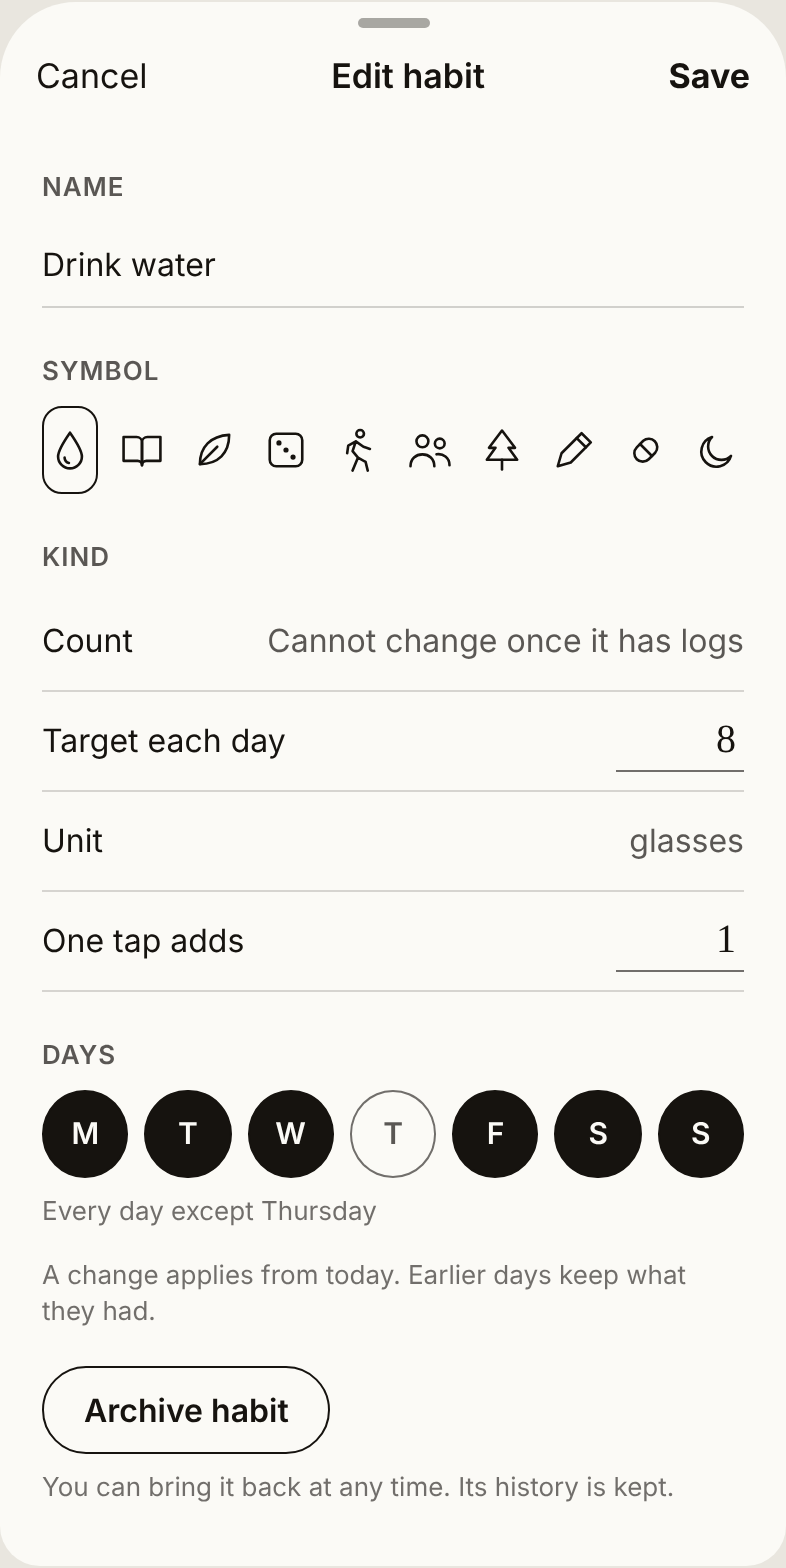 Cancel Edit habit Save
NAME
Drink water
SYMBOL
KIND
Count Cannot change once it has logs
Target each day 8
Unit glasses
One tap adds 1
DAYS
M T W T F S S
Every day except Thursday
A change applies from today. Earlier days keep what
they had.
Archive habit
You can bring it back at any time. Its history is kept.